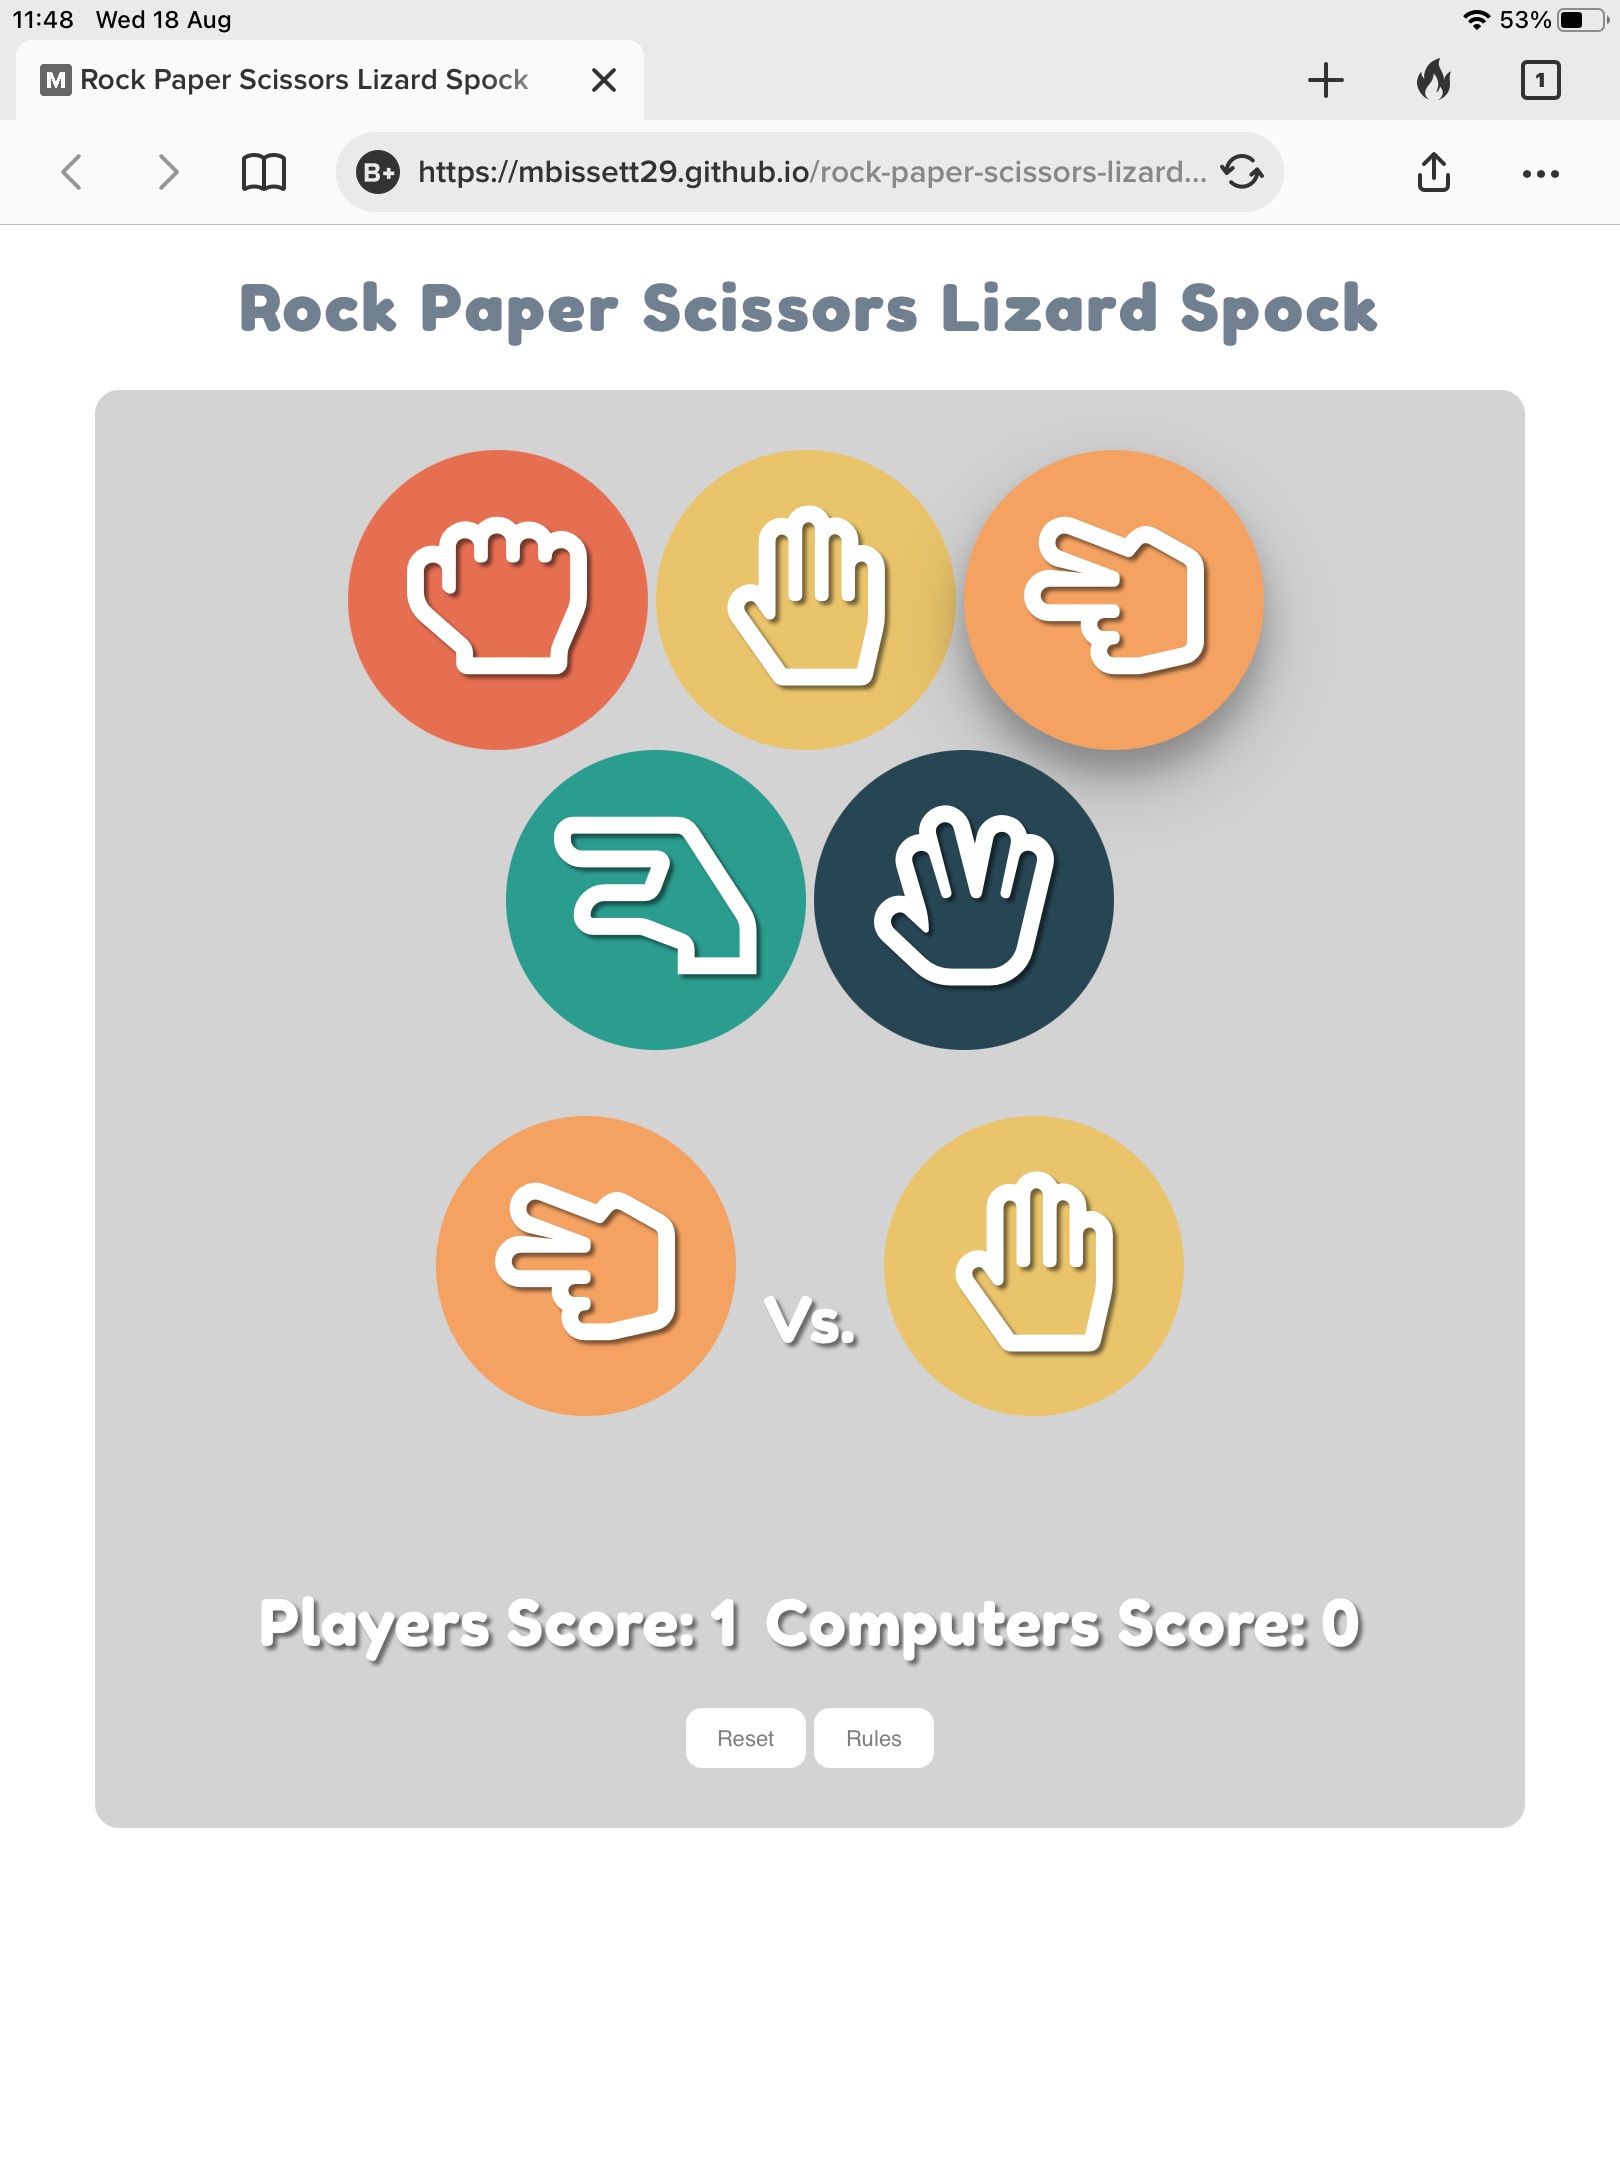 11:48 Wed 18 Aug 53%
M Rock Paper Scissors Lizard Spock 1
B+ https://mbissett29.github.io/rock-paper-scissors-lizard...
Rock Paper Scissors Lizard Spock
Vs.
Players Score: 1 Computers Score: 0
Reset Rules